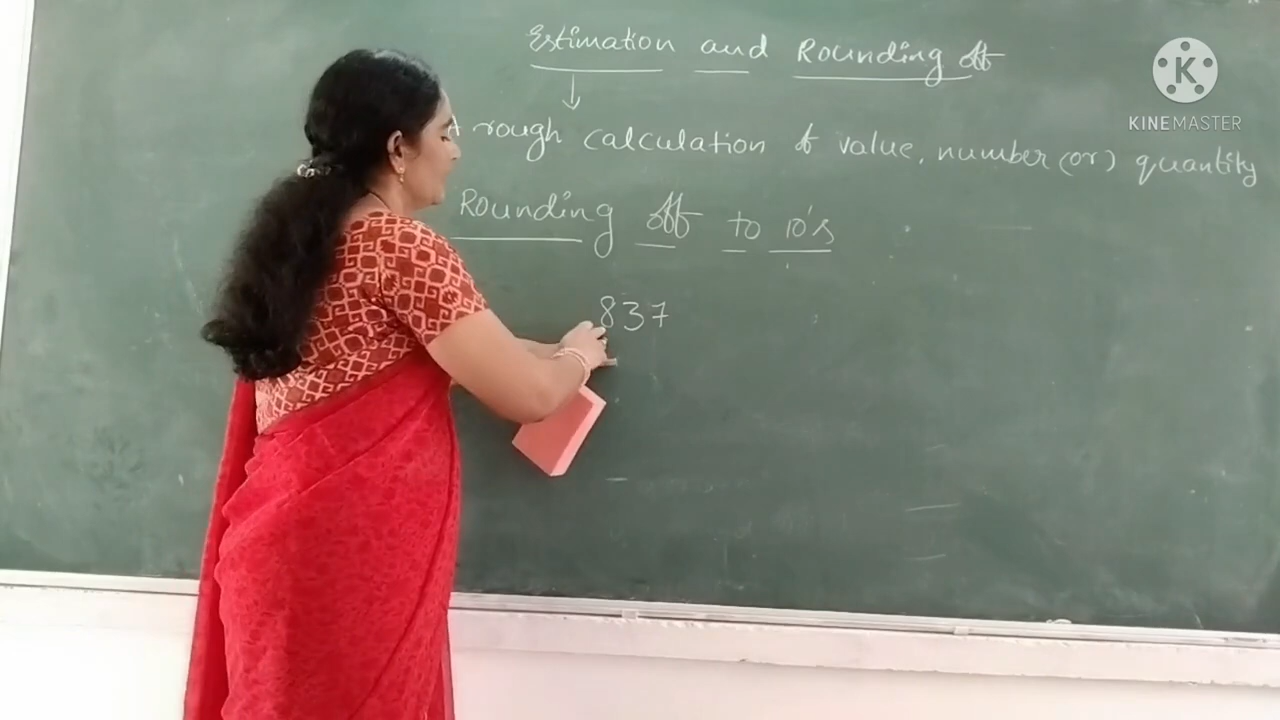 Estimation and Rounding off
A rough calculation of value, number (or) quantity
Rounding off to 10's
837
K
KINEMASTER